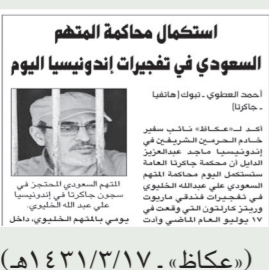 استكمال محاكمة المتهم
السعودي في تفجيرات إندونيسيا اليوم
أحمد العطوي ـ تبوك (هاتفيا
ـ جاكرتا)
أكد لـ«عكاظ» نائب سفير
خادم الحرمين الشريفين في
إندونيسيا ماجد عبدالعزيز
الدايل أن محكمة جاكرتا العامة
ستستكمل اليوم محاكمة المتهم
السعودي علي عبدالله الخليوي
في تفجيرات فندقي ماريوت
وريتز كارلتون التي وقعت في
١٧ يوليو العام الماضي وأدت
المتهم السعودي المحتجز في
سجون جاكرتا في إندونيسيا
علي عبد الله الخليوي.
يومي بالمتهم الخليوي، داخل
(«عكاظ» ـ ١٤٣١/٣/١٧هـ)